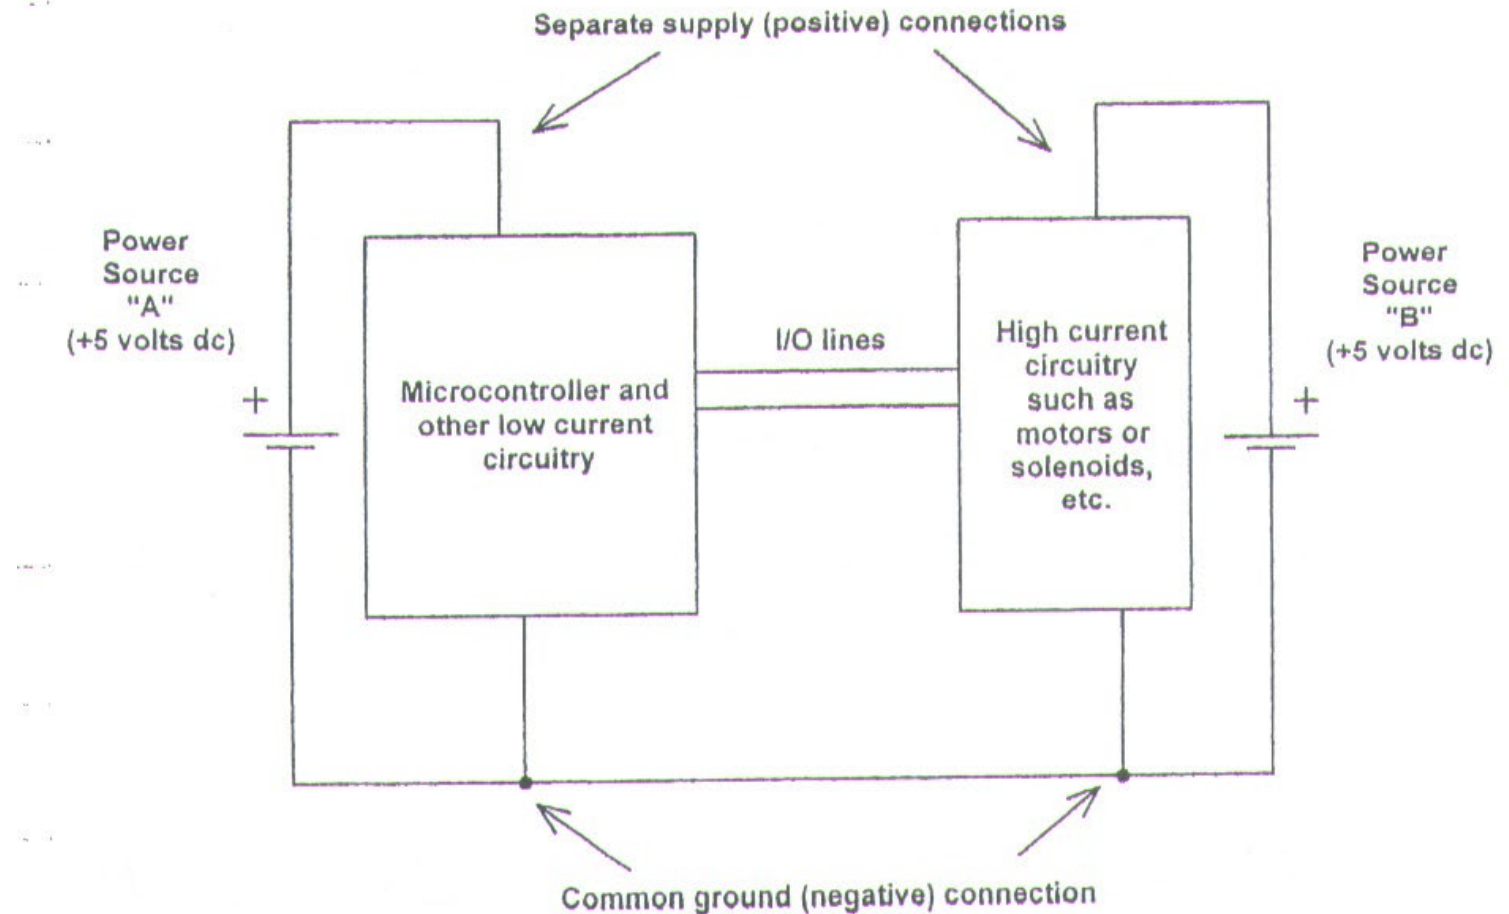 Separate supply (positive) connections
Power
Source
"A"
(+5 volts dc)
+
Microcontroller and
other low current
circuitry
I/O lines
High current
circuitry
such as
motors or
solenoids,
etc.
Power
Source
"B"
(+5 volts dc)
+
Common ground (negative) connection